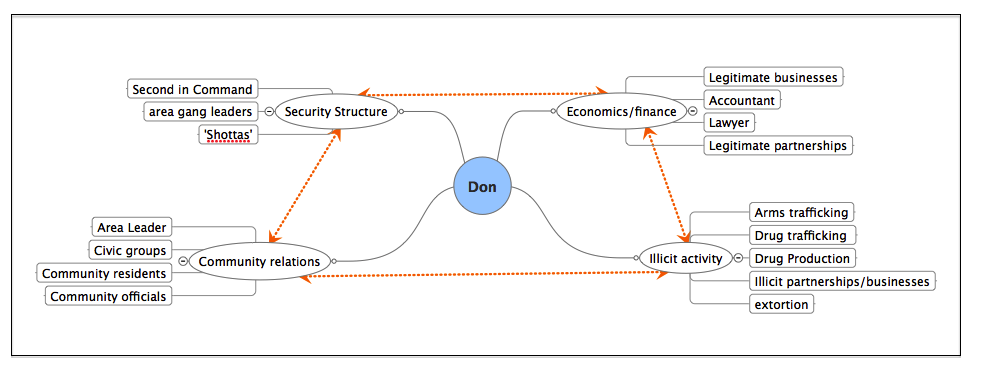 Second in Command
area gang leaders
'Shottas'
Security Structure
Economics/finance
Legitimate businesses
Accountant
Lawyer
Legitimate partnerships
Don
Area Leader
Civic groups
Community residents
Community officials
Community relations
Illicit activity
Arms trafficking
Drug trafficking
Drug Production
Illicit partnerships/businesses
extortion